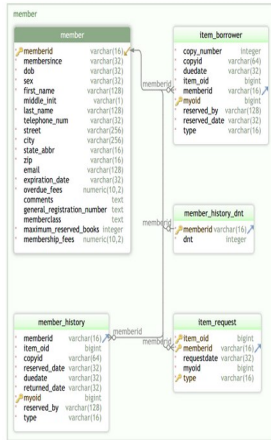 member
member
memberid varchar(16)
membersince varchar(32)
dob varchar(32)
sex varchar(32)
first_name varchar(128)
middle_init varchar(1)
last_name varchar(128)
telephone_num varchar(32)
street varchar(256)
city varchar(256)
state_abbr varchar(16)
zip varchar(16)
email varchar(128)
expiration_date varchar(32)
overdue_fees numeric(10,2)
comments text
general_registration_number text
memberclass text
maximum_reserved_books integer
membership_fees numeric(10,2)
item_borrower
copy_number integer
copyid varchar(64)
duedate varchar(32)
item_oid bigint
memberid varchar(16)
myoid bigint
reserved_by varchar(128)
reserved_date varchar(32)
type varchar(16)
memberid
member_history_dnt
memberid varchar(16)
dnt integer
memberid
member_history
memberid varchar(16)
item_oid bigint
copyid varchar(64)
reserved_date varchar(32)
duedate varchar(32)
returned_date varchar(32)
myoid bigint
reserved_by varchar(128)
type varchar(16)
memberid
item_request
item_oid bigint
memberid varchar(16)
requestdate varchar(32)
myoid bigint
type varchar(16)
memberid